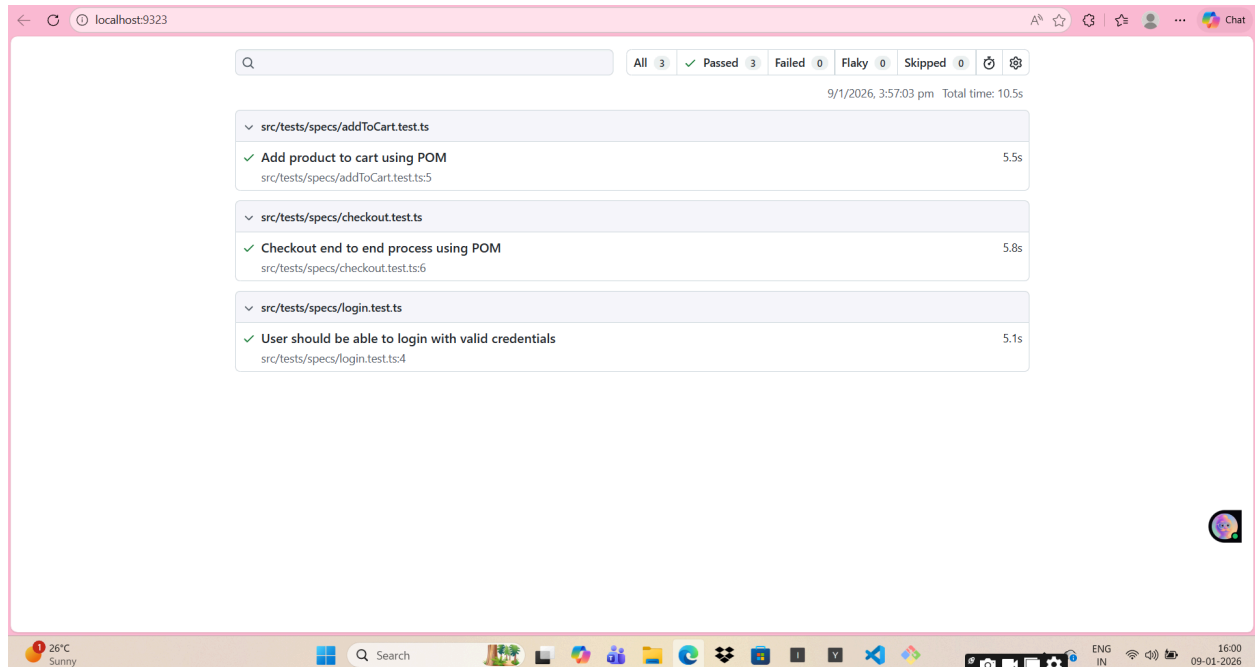 localhost:9323
Chat
All 3 Passed 3 Failed 0 Flaky 0 Skipped 0
9/1/2026, 3:57:03 pm Total time: 10.5s
src/tests/specs/addToCart.test.ts
Add product to cart using POM 5.5s
src/tests/specs/addToCart.test.ts:5
src/tests/specs/checkout.test.ts
Checkout end to end process using POM 5.8s
src/tests/specs/checkout.test.ts:6
src/tests/specs/login.test.ts
User should be able to login with valid credentials 5.1s
src/tests/specs/login.test.ts:4
1 26°C
Sunny
Search
I
Y
ENG
IN
16:00
09-01-2026